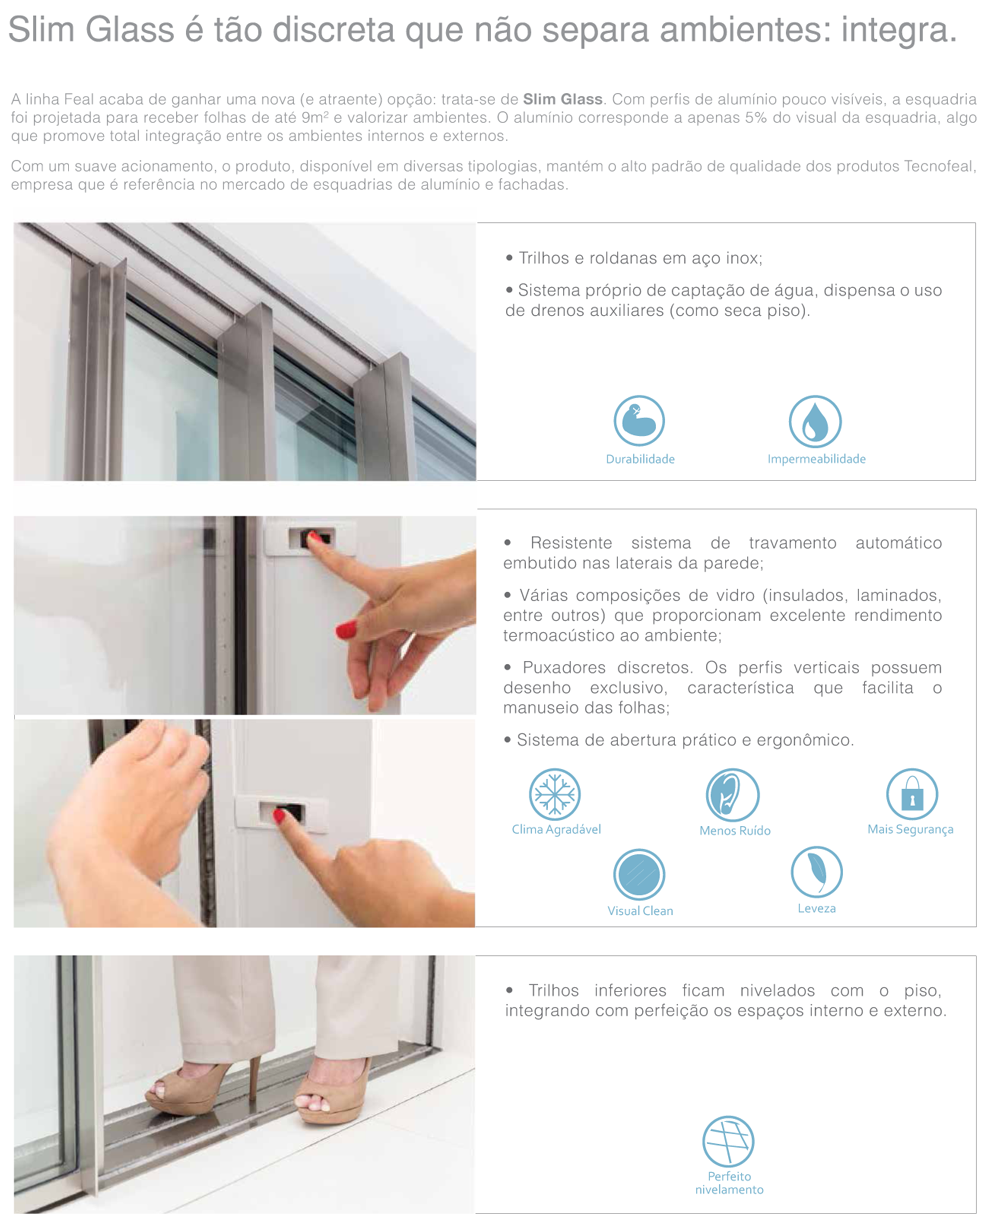 Slim Glass é tão discreta que não separa ambientes: integra.
A linha Feal acaba de ganhar uma nova (e atraente) opção: trata-se de Slim Glass. Com perfis de alumínio pouco visíveis, a esquadria
foi projetada para receber folhas de até 9m² e valorizar ambientes. O alumínio corresponde a apenas 5% do visual da esquadria, algo
que promove total integração entre os ambientes internos e externos.
Com um suave acionamento, o produto, disponível em diversas tipologias, mantém o alto padrão de qualidade dos produtos Tecnofeal,
empresa que é referência no mercado de esquadrias de alumínio e fachadas.
• Trilhos e roldanas em aço inox;
• Sistema próprio de captação de água, dispensa o uso
de drenos auxiliares (como seca piso).
Durabilidade
Impermeabilidade
• Resistente sistema de travamento automático
embutido nas laterais da parede;
• Várias composições de vidro (insulados, laminados,
entre outros) que proporcionam excelente rendimento
termoacústico ao ambiente;
• Puxadores discretos. Os perfis verticais possuem
desenho exclusivo, característica que facilita o
manuseio das folhas;
• Sistema de abertura prático e ergonômico.
Clima Agradável
Menos Ruído
Mais Segurança
Visual Clean
Leveza
• Trilhos inferiores ficam nivelados com o piso,
integrando com perfeição os espaços interno e externo.
Perfeito
nivelamento